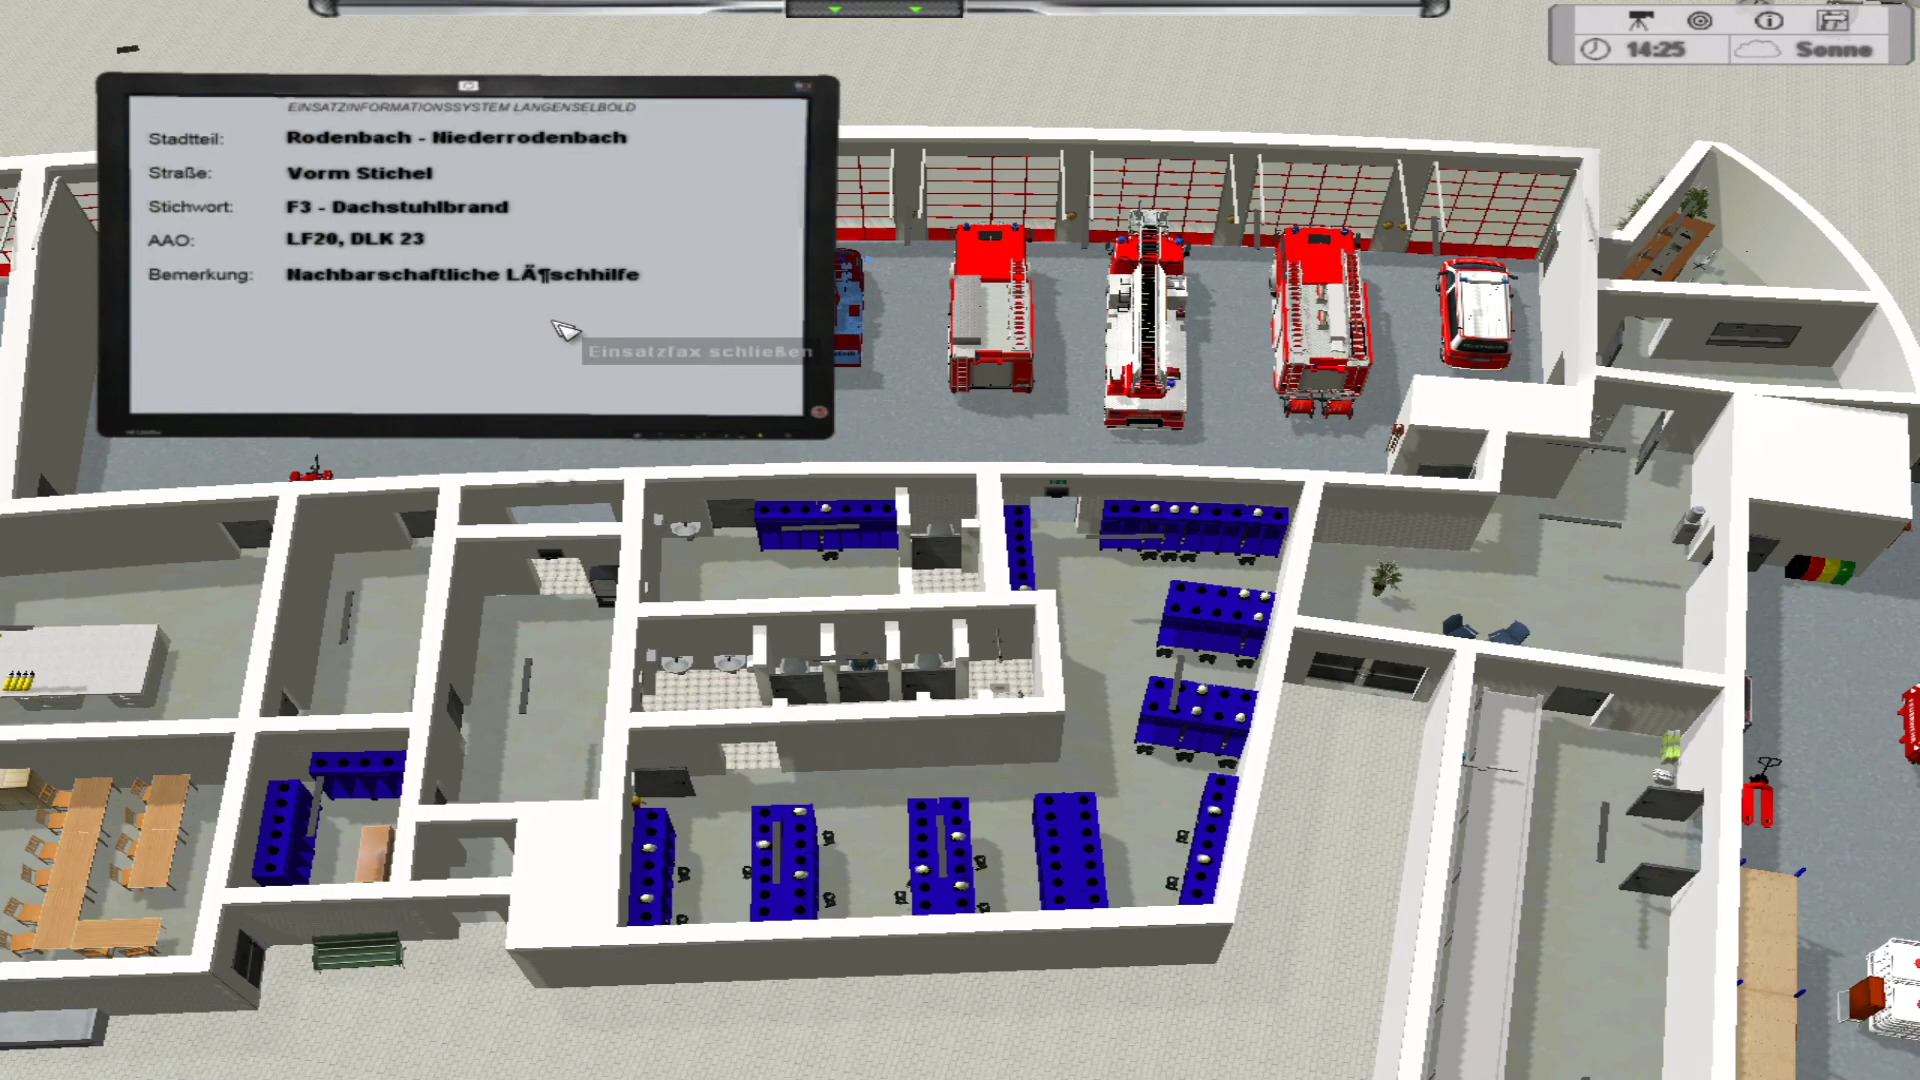 EINSATZINFORMATIONSSYSTEM LANGENSELBOLD
Stadtteil: Rodenbach - Niederrodenbach
Straße: Vorm Stichel
Stichwort: F3 - Dachstuhlbrand
AAO: LF20, DLK 23
Bemerkung: Nachbarschaftliche LÃ¶schhilfe
Einsatzfax schließen
14:25 Sonne